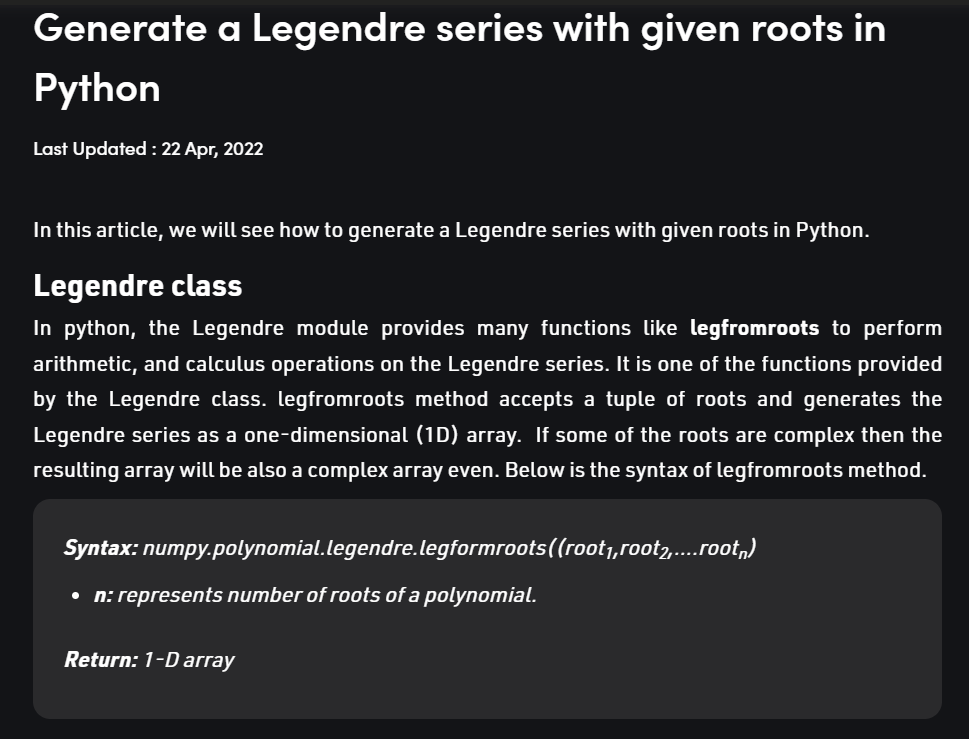 Generate a Legendre series with given roots in
Python
Last Updated : 22 Apr, 2022
In this article, we will see how to generate a Legendre series with given roots in Python.
Legendre class
In python, the Legendre module provides many functions like legfromroots to perform
arithmetic, and calculus operations on the Legendre series. It is one of the functions provided
by the Legendre class. legfromroots method accepts a tuple of roots and generates the
Legendre series as a one-dimensional (1D) array.  If some of the roots are complex then the
resulting array will be also a complex array even. Below is the syntax of legfromroots method.
Syntax: numpy.polynomial.legendre.legformroots((root1,root2,....rootn)
• n: represents number of roots of a polynomial.
Return: 1-D array